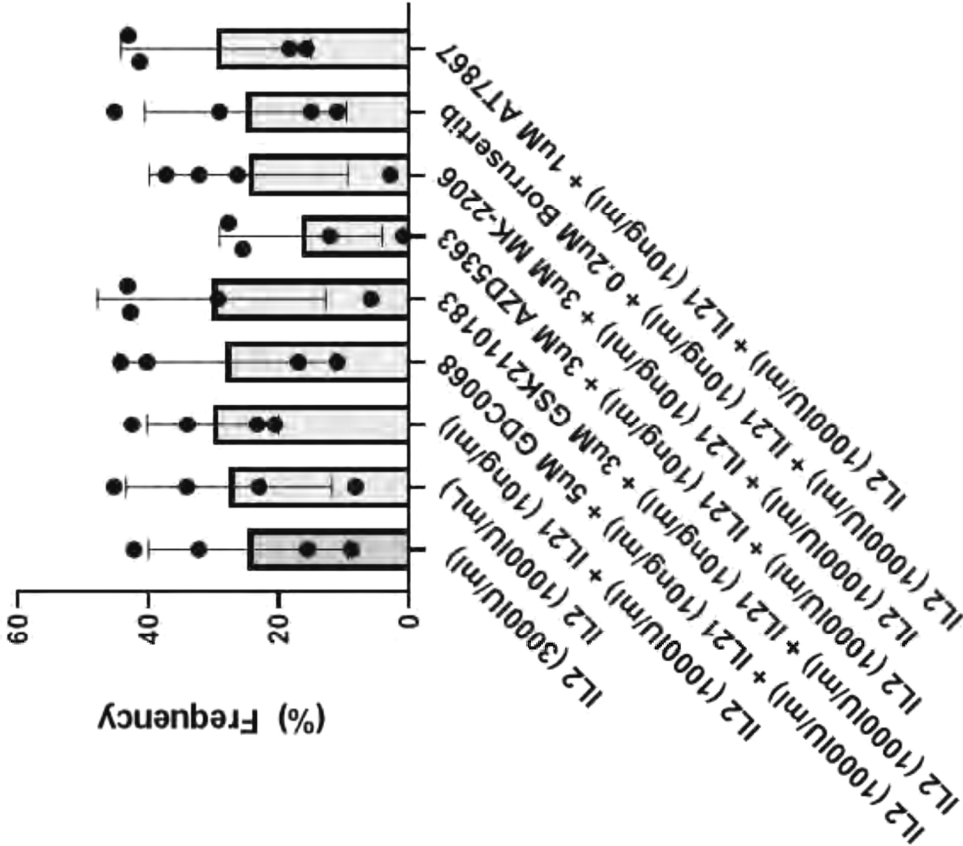 (%) Frequency
60
40
20
0
IL2 (3000IU/ml)
IL2 (1000IU/mL)
IL2 (1000IU/ml) + IL21 (10ng/ml)
IL2 (1000IU/ml) + IL21 (10ng/ml) + 5uM GDC0068
IL2 (1000IU/ml) + IL21 (10ng/ml) + 3uM GSK2110183
IL2 (1000IU/ml) + IL21 (10ng/ml) + 3uM AZD5363
IL2 (1000IU/ml) + IL21 (10ng/ml) + 3uM MK-2206
IL2 (1000IU/ml) + IL21 (10ng/ml) + 0.2uM Borrusertib
IL2 (1000IU/ml) + IL21 (10ng/ml) + 1uM AT7867